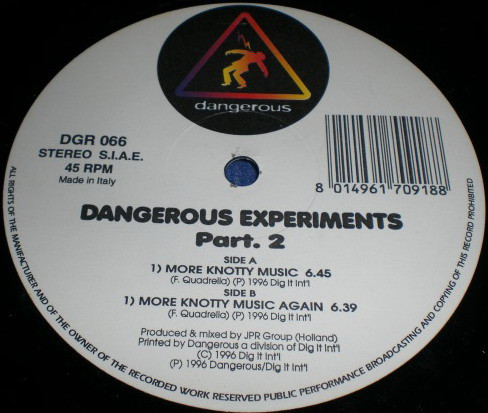 dangerous
DGR 066
STEREO S.I.A.E.
45 RPM
Made in Italy
8 014961 709188
DANGEROUS EXPERIMENTS
Part. 2
SIDE A
1) MORE KNOTTY MUSIC 6.45
(F. Quadrella) (P) 1996 Dig It Int'l
SIDE B
1) MORE KNOTTY MUSIC AGAIN 6.39
(F. Quadrella) (P) 1996 Dig It Int'l
Produced & mixed by JPR Group (Holland)
Printed by Dangerous a division of Dig It Int'l
(C) 1996 Dig It Int'l
(P) 1996 Dangerous/Dig It Int'l
ALL RIGHTS OF THE MANIFACTURER AND OF THE OWNER OF THE RECORDED WORK RESERVED PUBLIC PERFORMANCE BROADCASTING AND COPYING OF THIS RECORD PROHIBITED